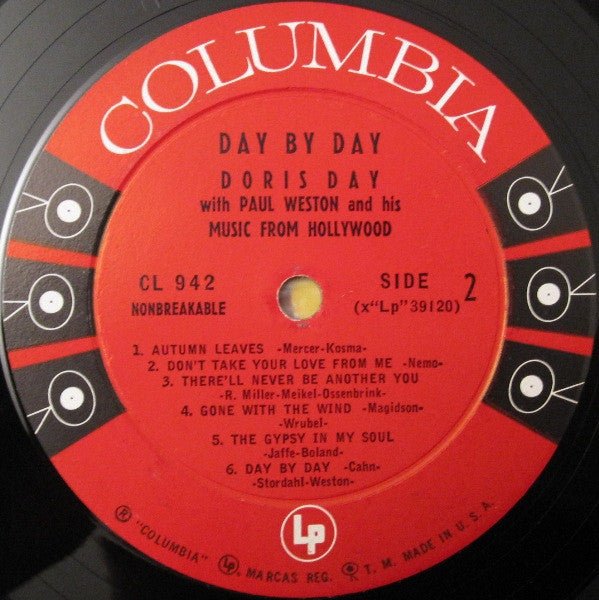 COLUMBIA
DAY BY DAY
DORIS DAY
with PAUL WESTON and his
MUSIC FROM HOLLYWOOD
CL 942 SIDE 2
NONBREAKABLE (x"Lp"39120)
1. AUTUMN LEAVES -Mercer-Kosma-
2. DON'T TAKE YOUR LOVE FROM ME -Nemo-
3. THERE'LL NEVER BE ANOTHER YOU
-R. Miller-Meikel-Ossenbrink-
4. GONE WITH THE WIND -Magidson-
-Wrubel-
5. THE GYPSY IN MY SOUL
-Jaffe-Boland-
6. DAY BY DAY -Cahn-
-Stordahl-Weston-
LP
® "COLUMBIA" LP, MARCAS REG. T. M. MADE IN U.S.A.